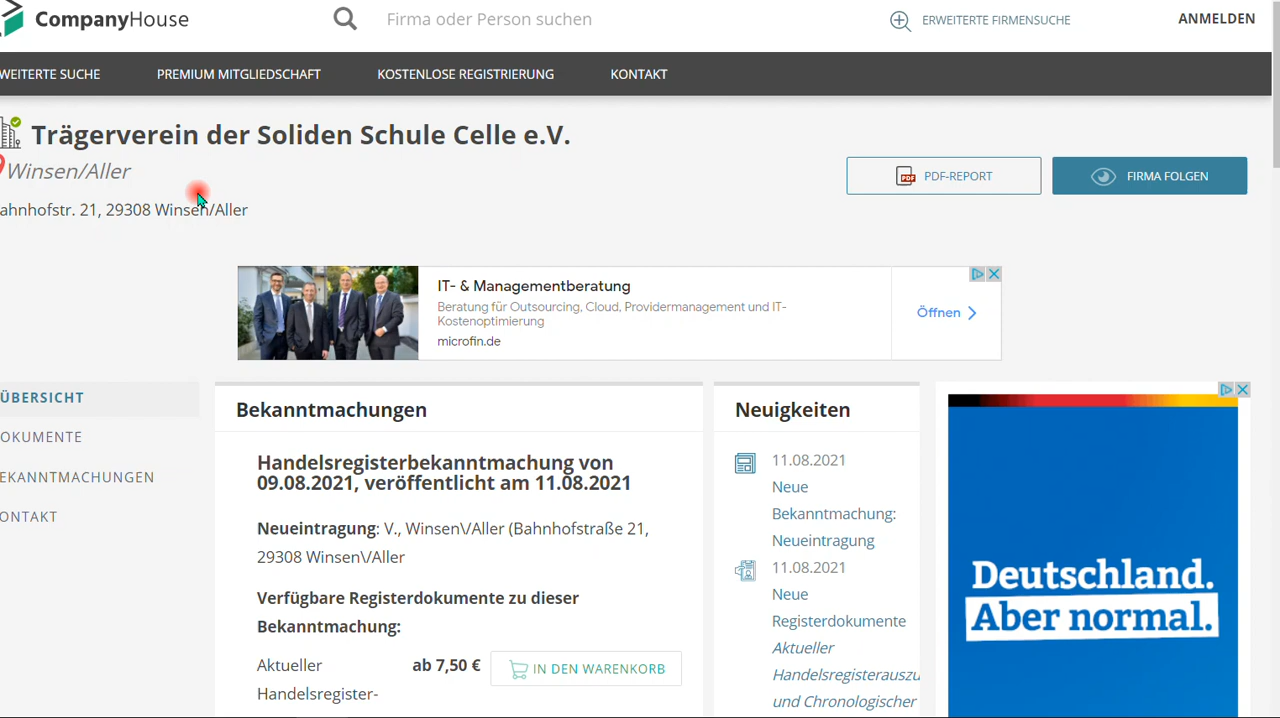 CompanyHouse
Firma oder Person suchen
ERWEITERTE FIRMENSUCHE
ANMELDEN
WEITERTE SUCHE
PREMIUM MITGLIEDSCHAFT
KOSTENLOSE REGISTRIERUNG
KONTAKT
Trägerverein der Soliden Schule Celle e.V.
Winsen/Aller
ahnhofstr. 21, 29308 Winsen/Aller
PDF
PDF-REPORT
FIRMA FOLGEN
IT- & Managementberatung
Beratung für Outsourcing, Cloud, Providermanagement und IT-
Kostenoptimierung
microfin.de
Öffnen
ÜBERSICHT
OKUMENTE
EKANNTMACHUNGEN
ONTAKT
Bekanntmachungen
Handelsregisterbekanntmachung von
09.08.2021, veröffentlicht am 11.08.2021
Neueintragung: V., Winsen\/Aller (Bahnhofstraße 21,
29308 Winsen\/Aller
Verfügbare Registerdokumente zu dieser
Bekanntmachung:
Aktueller
Handelsregister-
ab 7,50 €
IN DEN WARENKORB
Neuigkeiten
11.08.2021
Neue
Bekanntmachung:
Neueintragung
11.08.2021
Neue
Registerdokumente
Aktueller
Handelsregisterauszu
und Chronologischer
Deutschland.
Aber normal.